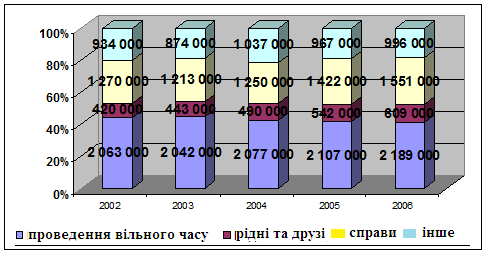 100%
934 000 874 000 1 037 000 967 000 996 000
80%
1 270 000 1 213 000 1 250 000 1 422 000 1 551 000
60%
420 000 443 000 490 000 542 000 609 000
40%
2 063 000 2 042 000 2 077 000 2 107 000 2 189 000
20%
0%
2002 2003 2004 2005 2006
проведення вільного часу рідні та друзі справи інше